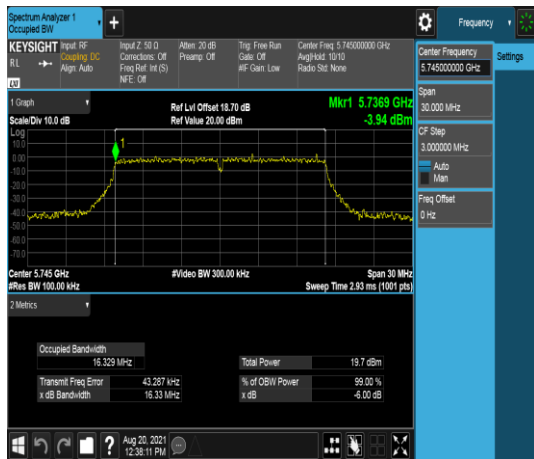 Spectrum Analyzer 1
Occupied BW
Frequency
KEYSIGHT
Input: RF
Coupling: DC
Align: Auto
Input Z: 50 Ω
Corrections: Off
Freq Ref: Int (S)
NFE: Off
Atten: 20 dB
Preamp: Off
Trig: Free Run
Gate: Off
#IF Gain: Low
Center Freq: 5.745000000 GHz
Avg|Hold: 10/10
Radio Std: None
RL
LXI
1 Graph
Scale/Div 10.0 dB
Ref Lvl Offset 18.70 dB
Ref Value 20.00 dBm
Mkr1 5.7369 GHz
-3.94 dBm
Log
10.0
0.00
-10.0
-20.0
-30.0
-40.0
-50.0
-60.0
-70.0
1
Center 5.745 GHz
#Res BW 100.00 kHz
#Video BW 300.00 kHz
Span 30 MHz
Sweep Time 2.93 ms (1001 pts)
2 Metrics
Occupied Bandwidth
16.329 MHz
Total Power 19.7 dBm
Transmit Freq Error 43.287 kHz
% of OBW Power 99.00 %
x dB Bandwidth 16.33 MHz
x dB -6.00 dB
Aug 20, 2021
12:38:11 PM
Center Frequency
5.745000000 GHz
Settings
Span
30.000 MHz
CF Step
3.000000 MHz
Auto
Man
Freq Offset
0 Hz